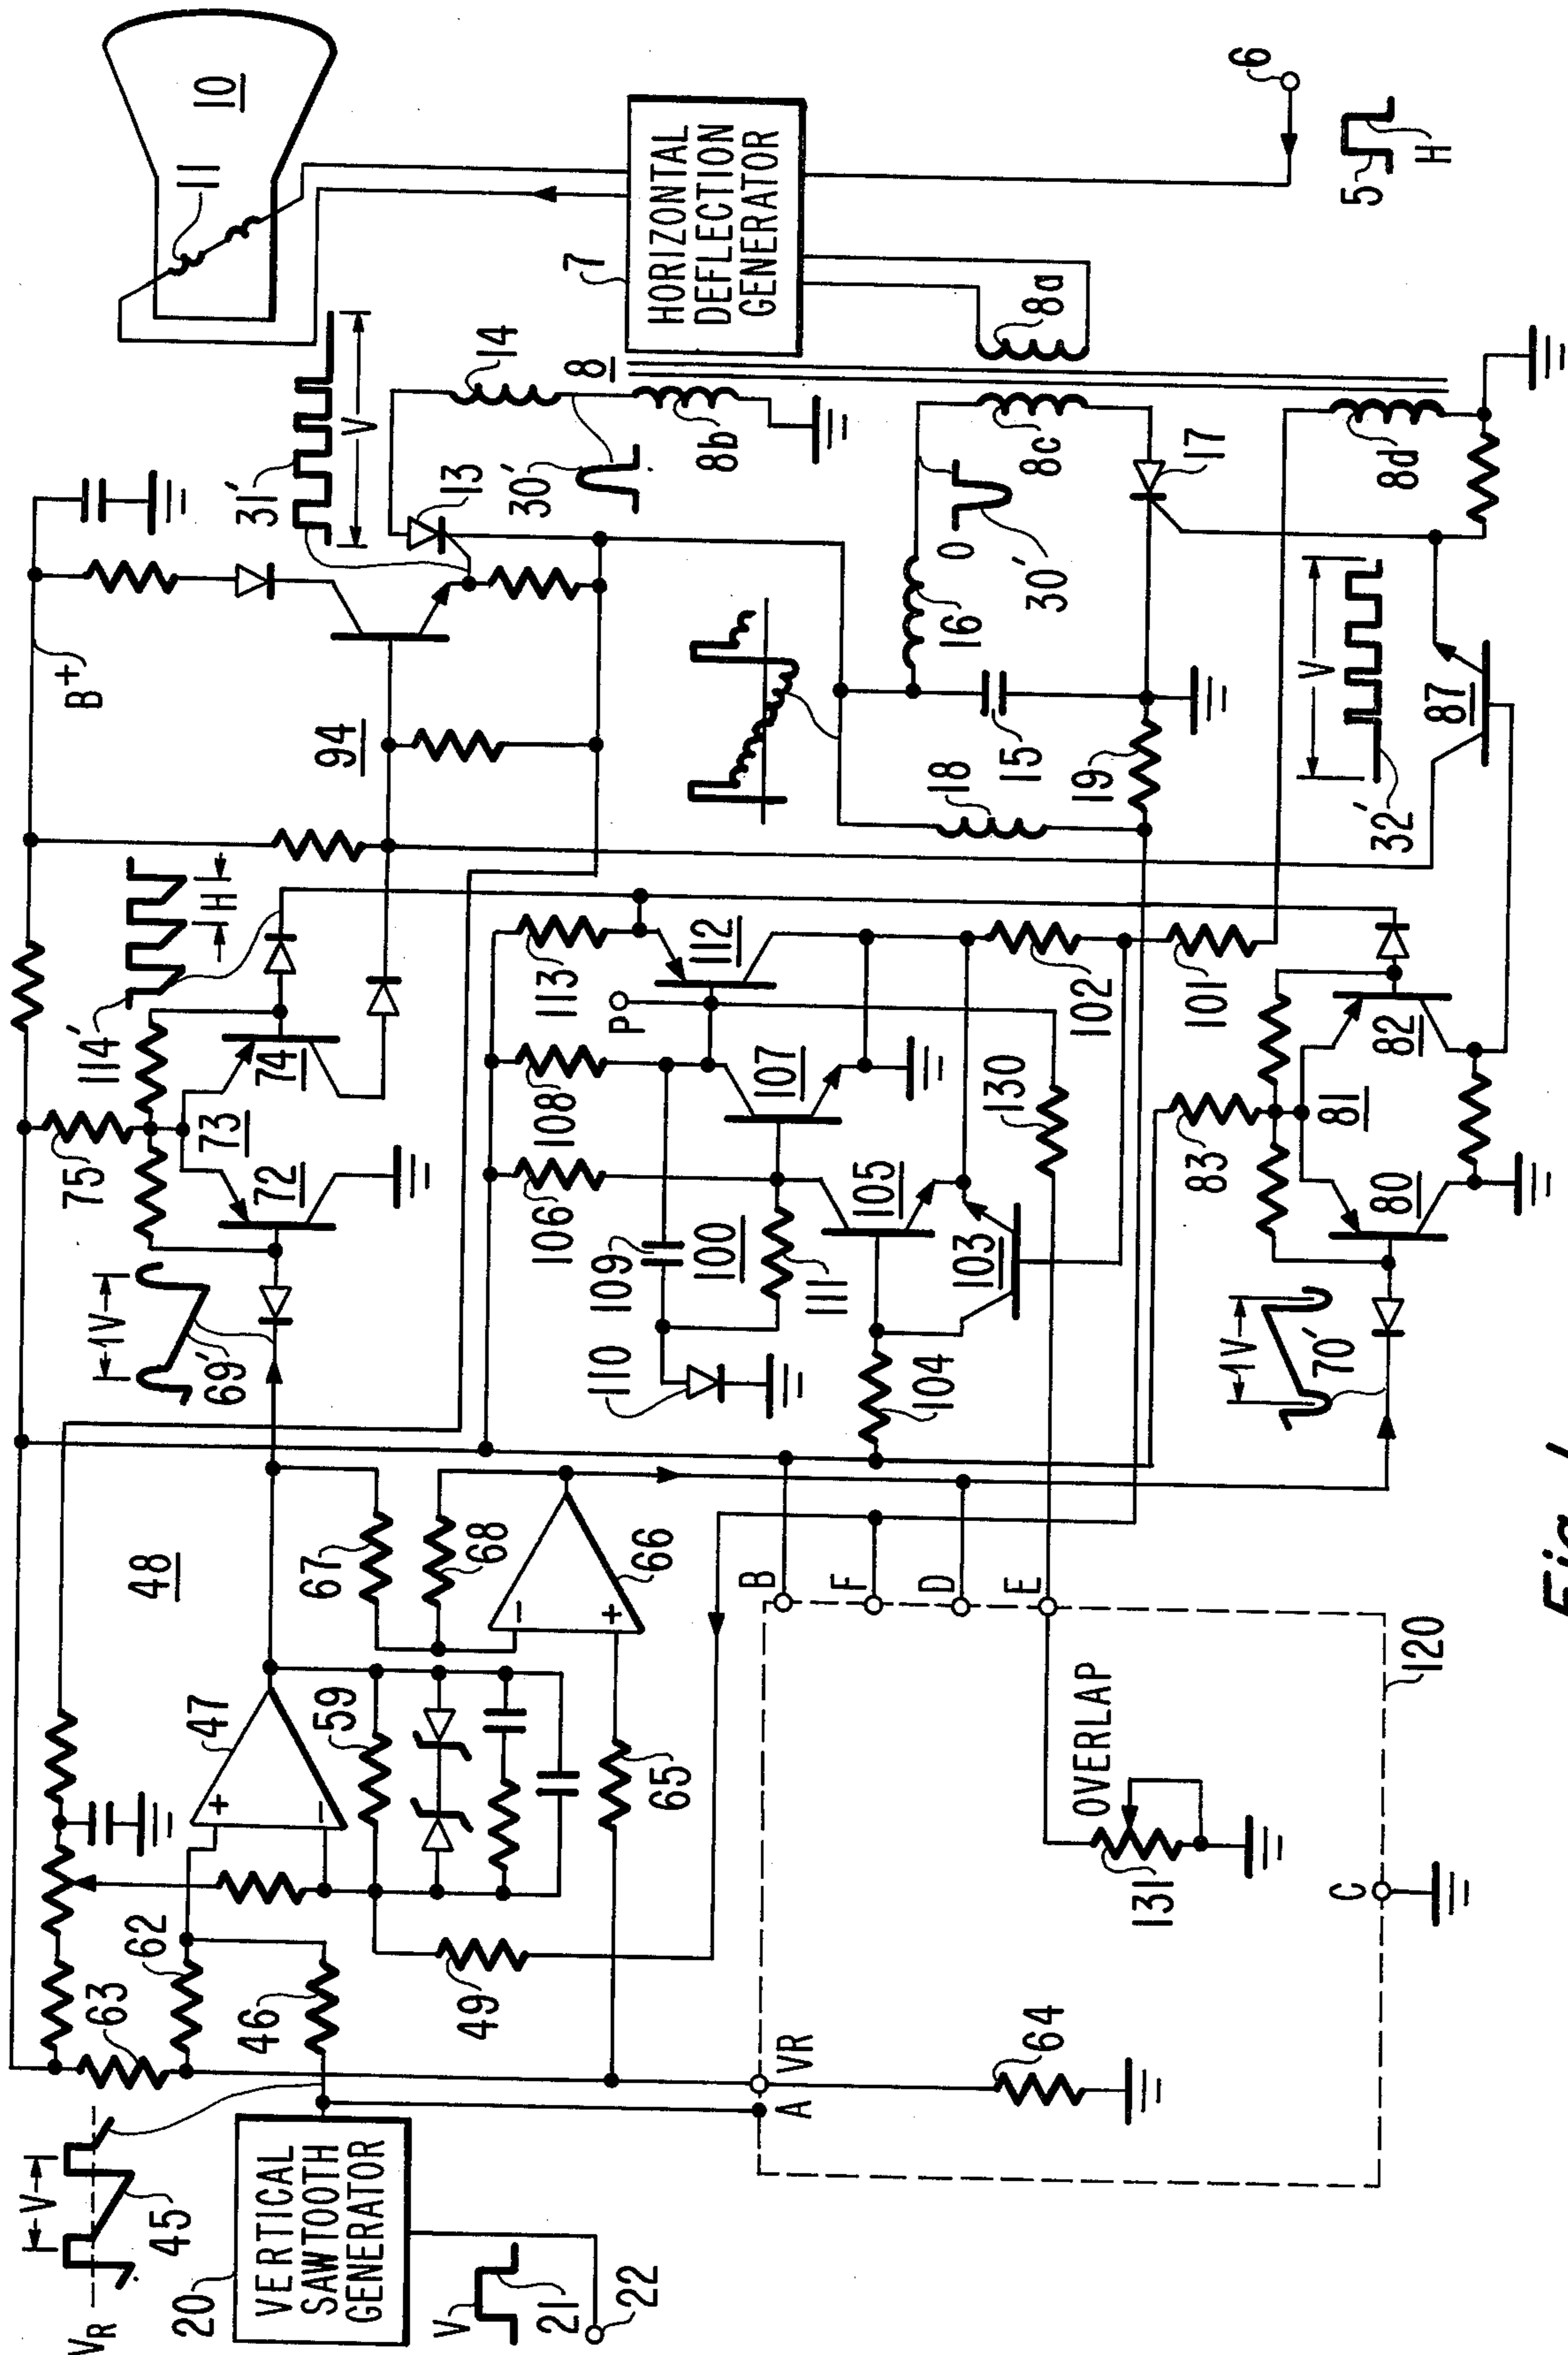 10
11
6
5
H
HORIZONTAL
DEFLECTION
GENERATOR
7
8a
8
14
8b
30'
13
31'
V
B+
94
8c
17
8d
16
0
30'
15
18
19
V
32'
87
114'
H
113
112
P
102
101
74
73
72
75
108
107
130
106
105
103
109
100
111
110
104
82
81
80
83
1V
69'
1V
70'
48
67
68
66
47
59
65
62
63
46
49
45
V
VR
20
VERTICAL
SAWTOOTH
GENERATOR
V
21
22
B
F
D
E
OVERLAP
131
120
C
VR
A
64
Fig. 1